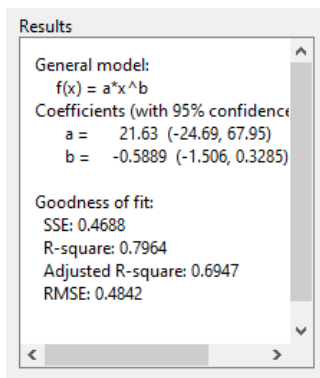 Results
General model:
f(x) = a*x^b
Coefficients (with 95% confidence
a = 21.63 (-24.69, 67.95)
b = -0.5889 (-1.506, 0.3285)
Goodness of fit:
SSE: 0.4688
R-square: 0.7964
Adjusted R-square: 0.6947
RMSE: 0.4842